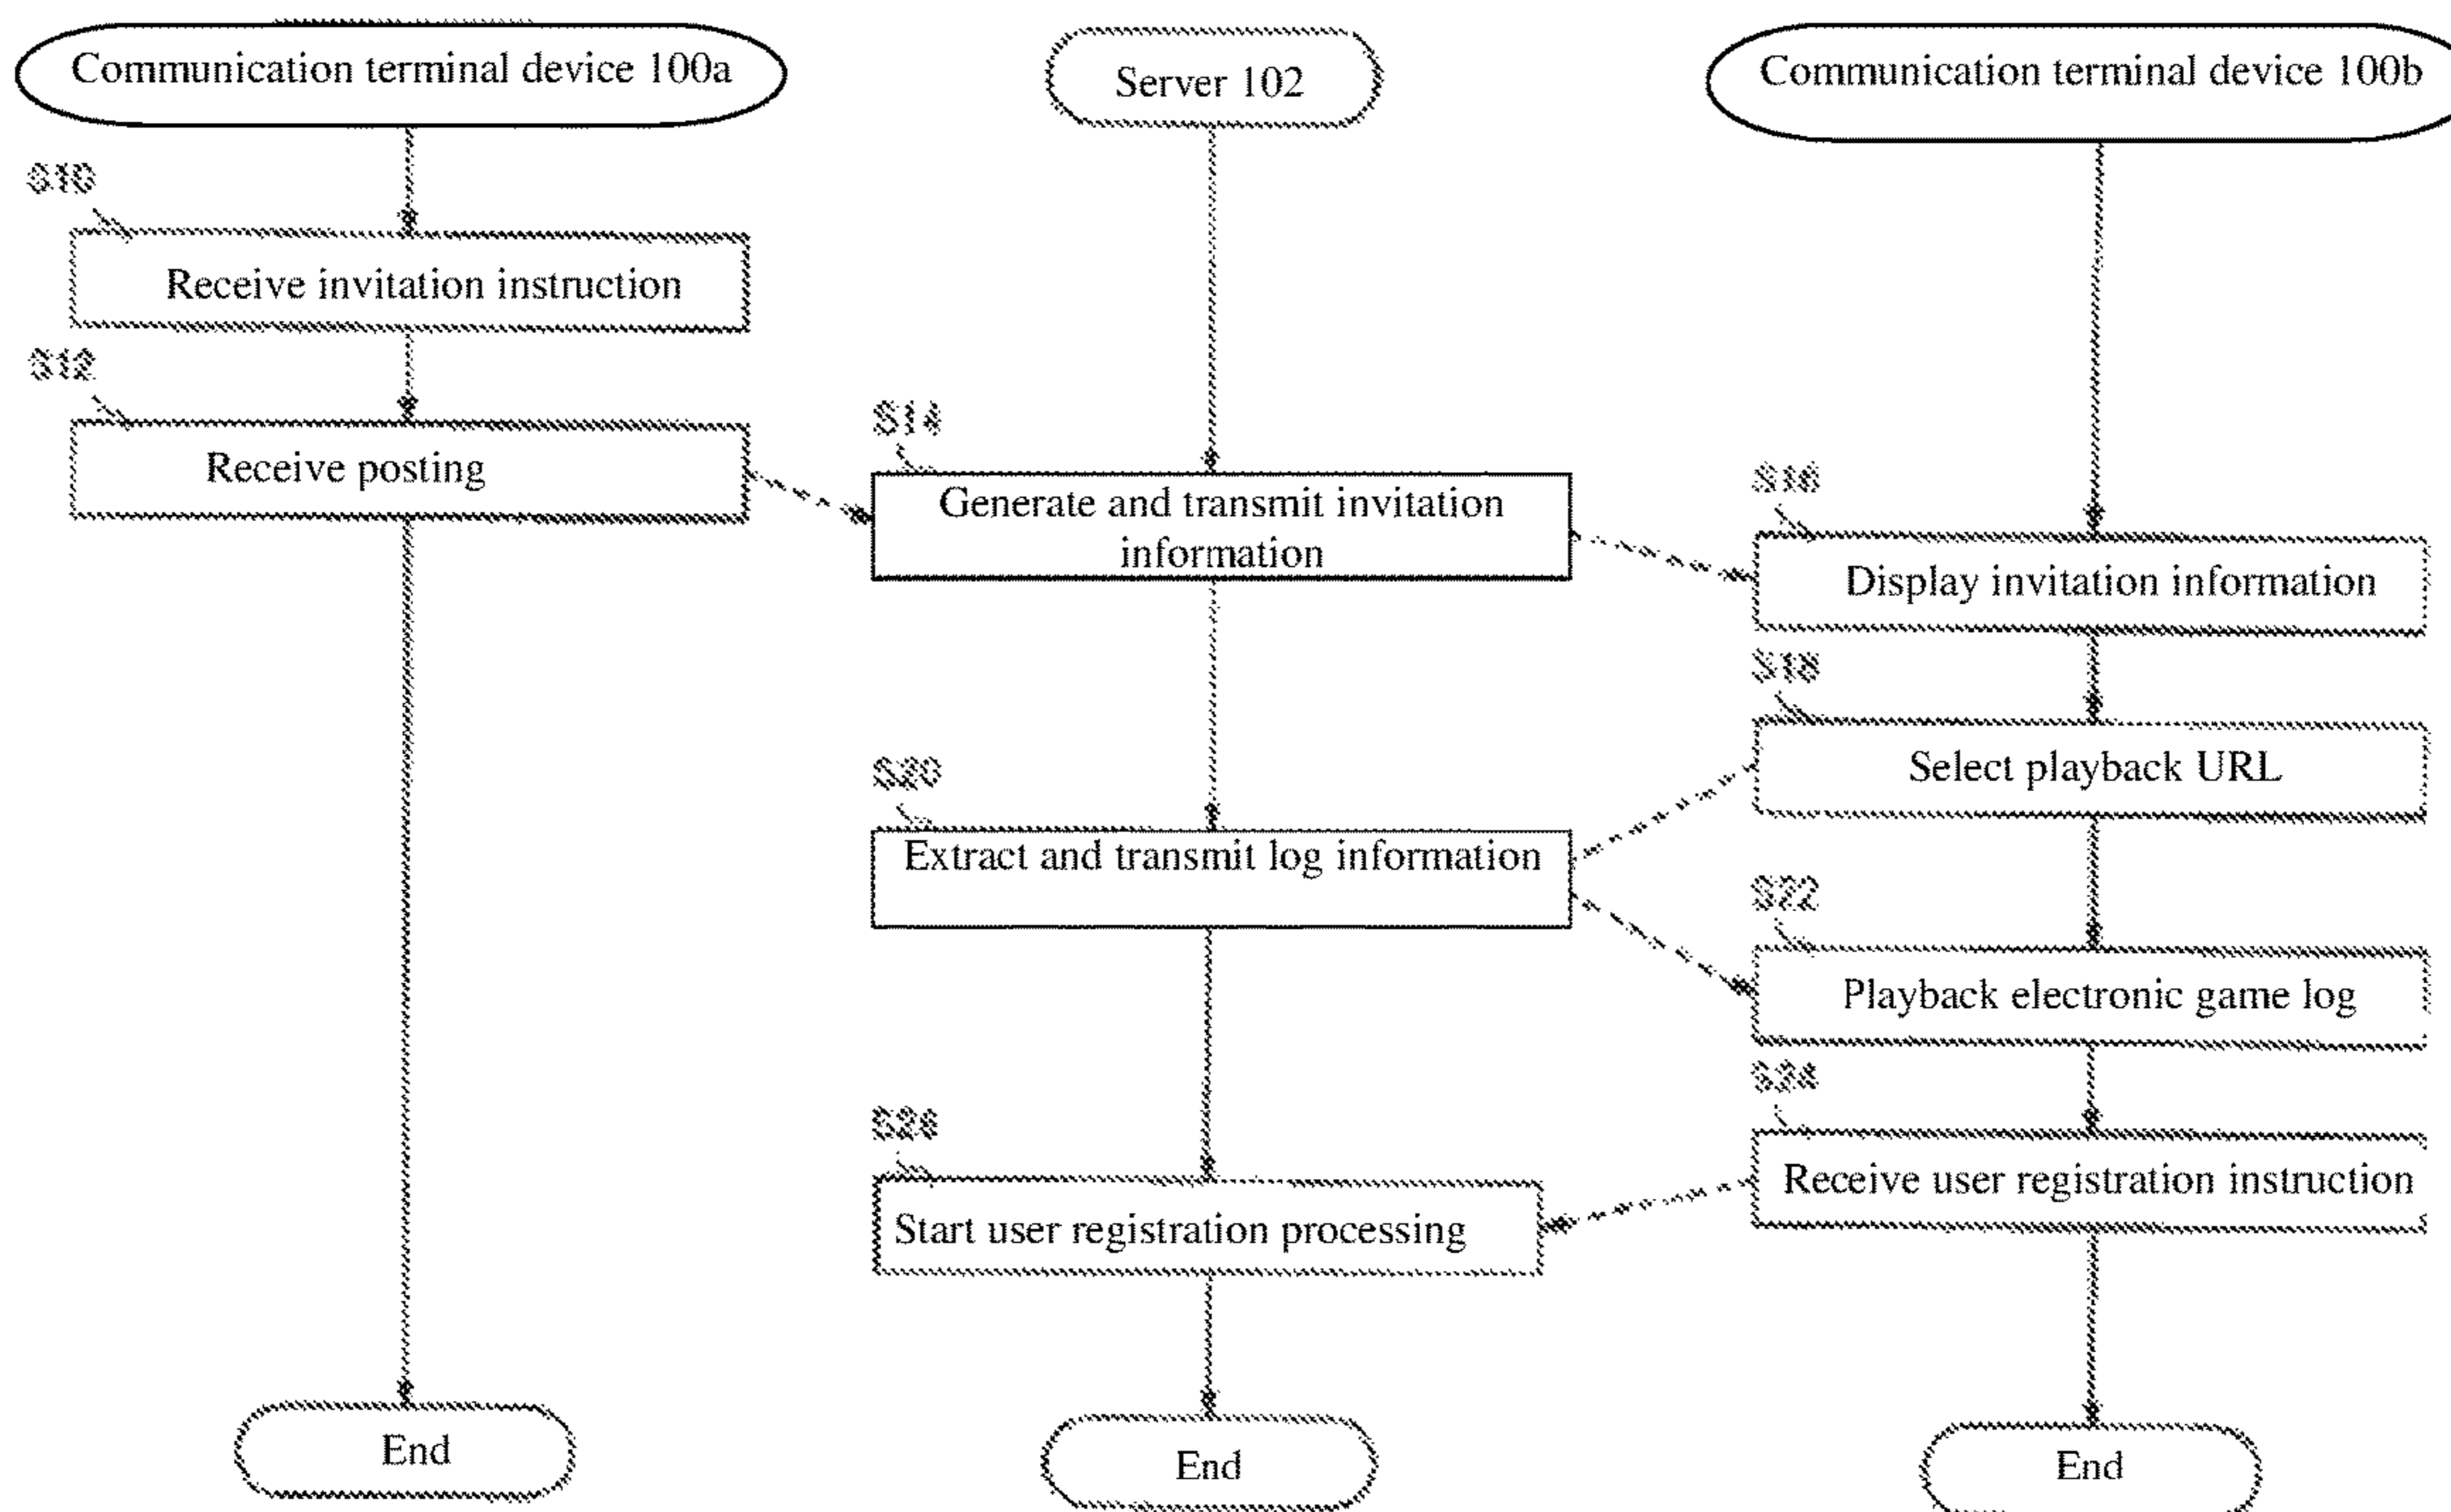 Communication terminal device 100a
Server 102
Communication terminal device 100b
S10
Receive invitation instruction
S12
Receive posting
S14
Generate and transmit invitation
information
S16
Display invitation information
S18
Select playback URL
S20
Extract and transmit log information
S22
Playback electronic game log
S24
Receive user registration instruction
S26
Start user registration processing
End
End
End